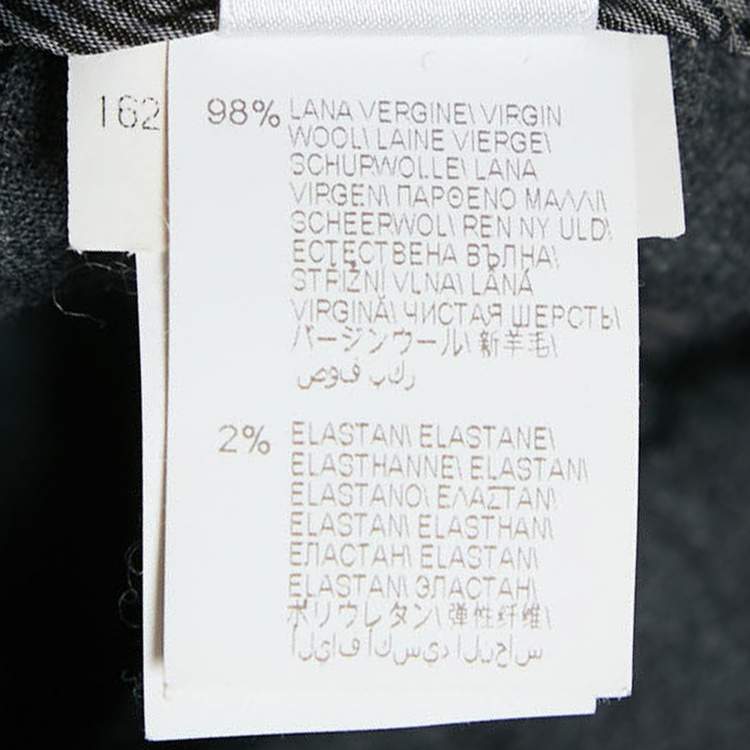 162
98% LANA VERGINE\ VIRGIN
WOOL\ LAINE VIERGE\
SCHURWOLLE\ LANA
VIRGEN\ ΠΑΡΘΕΝΟ ΜΑΛΛΙ\
SCHEERWOL\ REN NY ULD\
ЕСТЕСТВЕНА ВЪЛНА\
STŘIŽNÍ VLNA\ LÂNĂ
VIRGINĂ\ ЧИСТАЯ ШЕРСТЬ\
バージンウール\ 新羊毛\
صوف بكر
2% ELASTAN\ ELASTANE\
ELASTHANNE\ ELASTAN\
ELASTANO\ ΕΛΑΣΤΑΝ\
ELASTAN\ ELASTHAN\
ЕЛАСТАН\ ELASTAN\
ELASTAN\ ЭЛАСТАН\
ポリウレタン\ 弹性纤维\
ألياف أكسيد النحاس